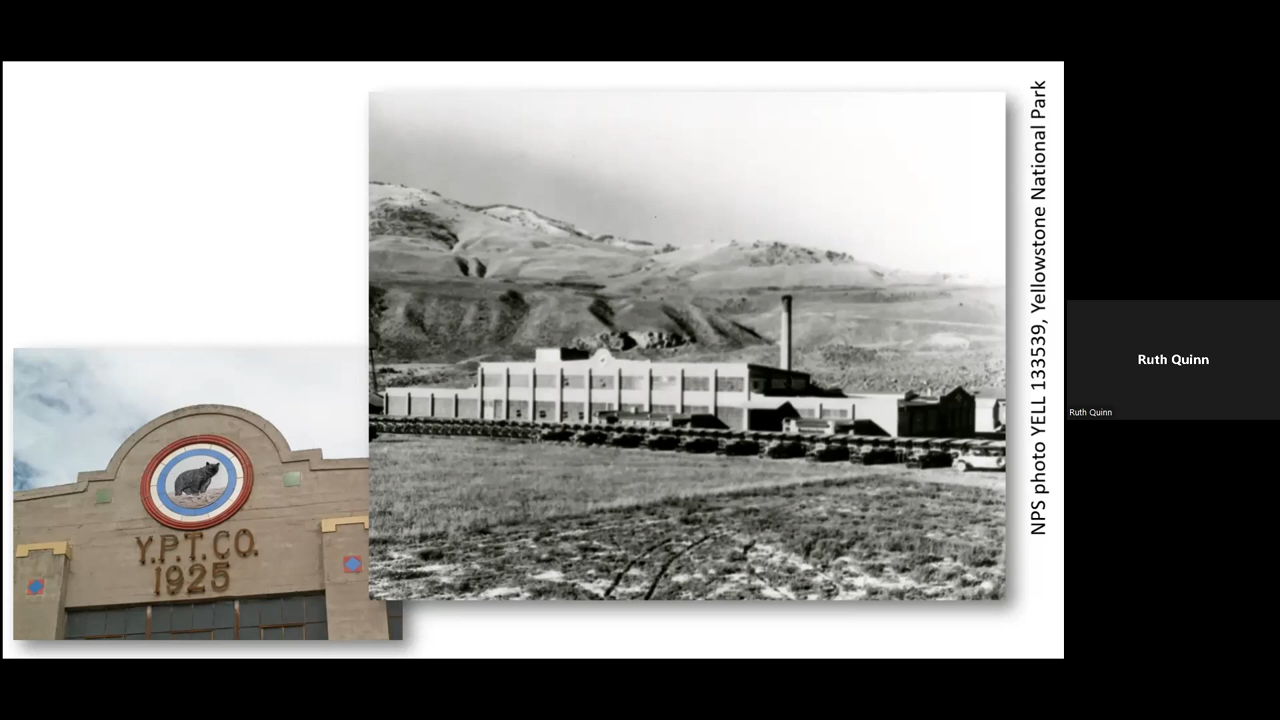 Y.P.T.CO.
1925
NPS photo YELL 133539, Yellowstone National Park
Ruth Quinn
Ruth Quinn